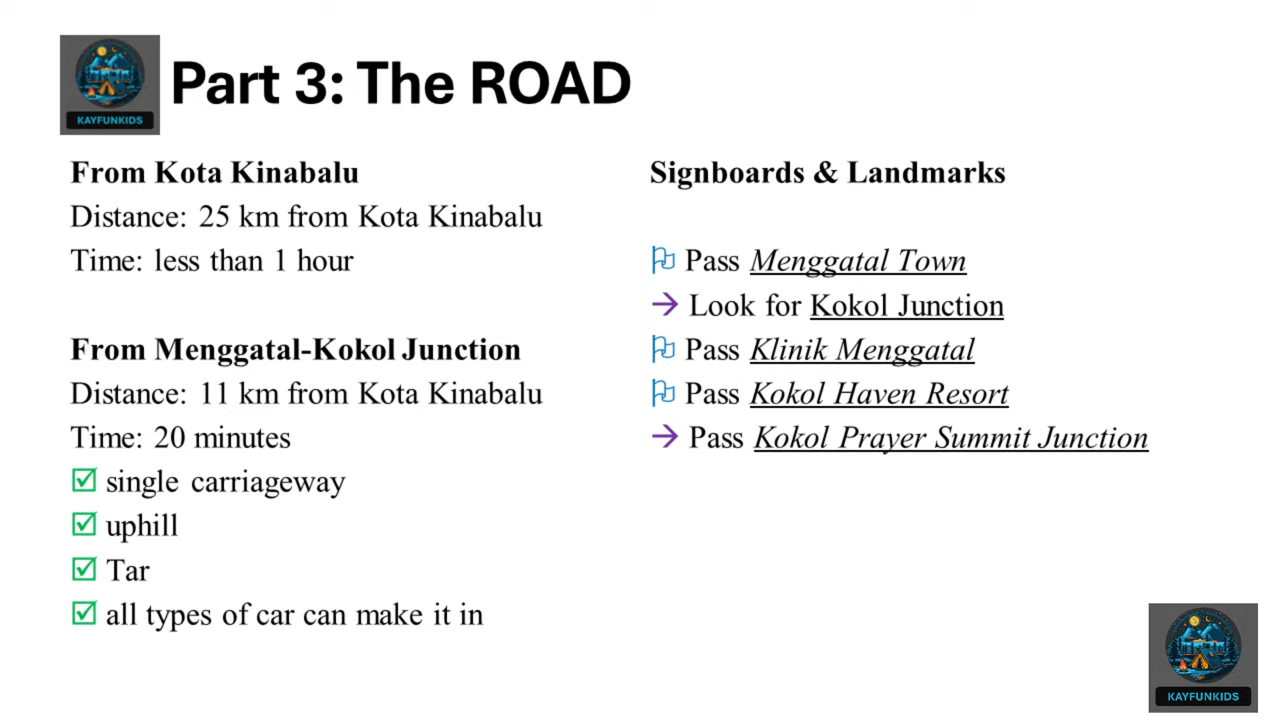 KAYFUNKIDS
Part 3: The ROAD
From Kota Kinabalu
Distance: 25 km from Kota Kinabalu
Time: less than 1 hour
From Menggatal-Kokol Junction
Distance: 11 km from Kota Kinabalu
Time: 20 minutes
☑ single carriageway
☑ uphill
☑ Tar
☑ all types of car can make it in
Signboards & Landmarks
Pass Menggatal Town
→ Look for Kokol Junction
Pass Klinik Menggatal
Pass Kokol Haven Resort
→ Pass Kokol Prayer Summit Junction
KAYFUNKIDS